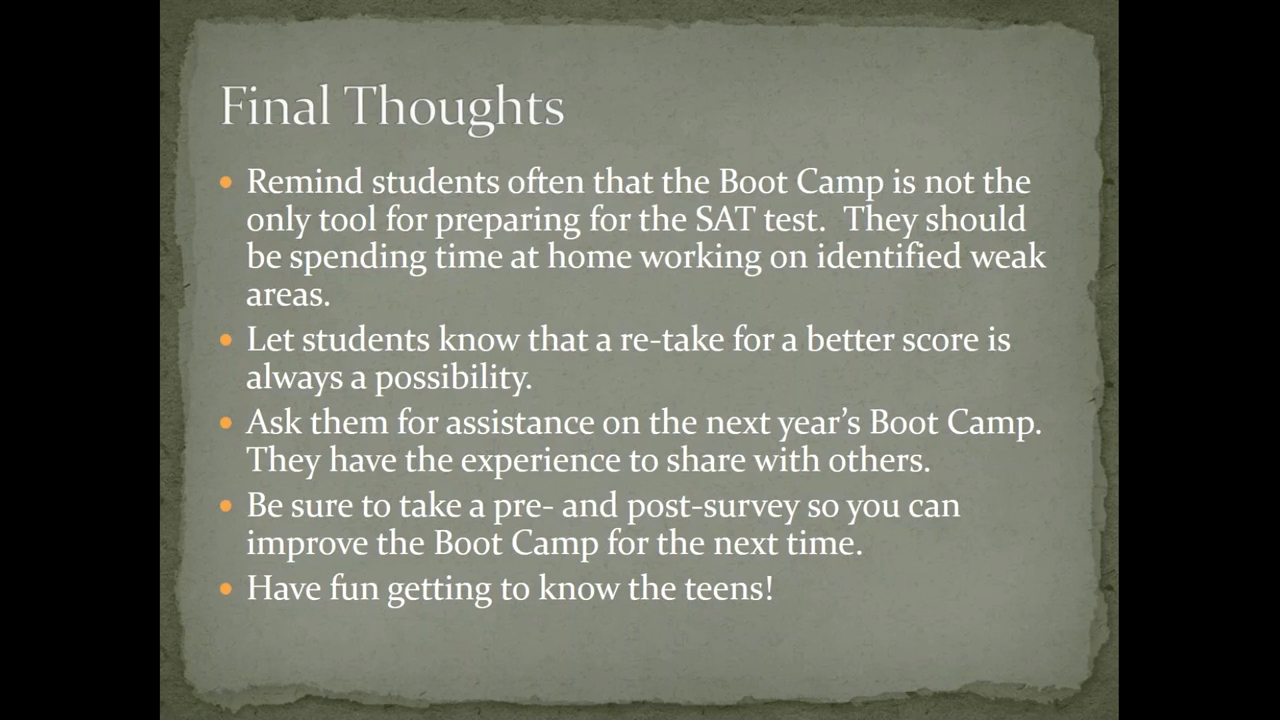 Final Thoughts
• Remind students often that the Boot Camp is not the
only tool for preparing for the SAT test.  They should
be spending time at home working on identified weak
areas.
• Let students know that a re-take for a better score is
always a possibility.
• Ask them for assistance on the next year’s Boot Camp.
They have the experience to share with others.
• Be sure to take a pre- and post-survey so you can
improve the Boot Camp for the next time.
• Have fun getting to know the teens!